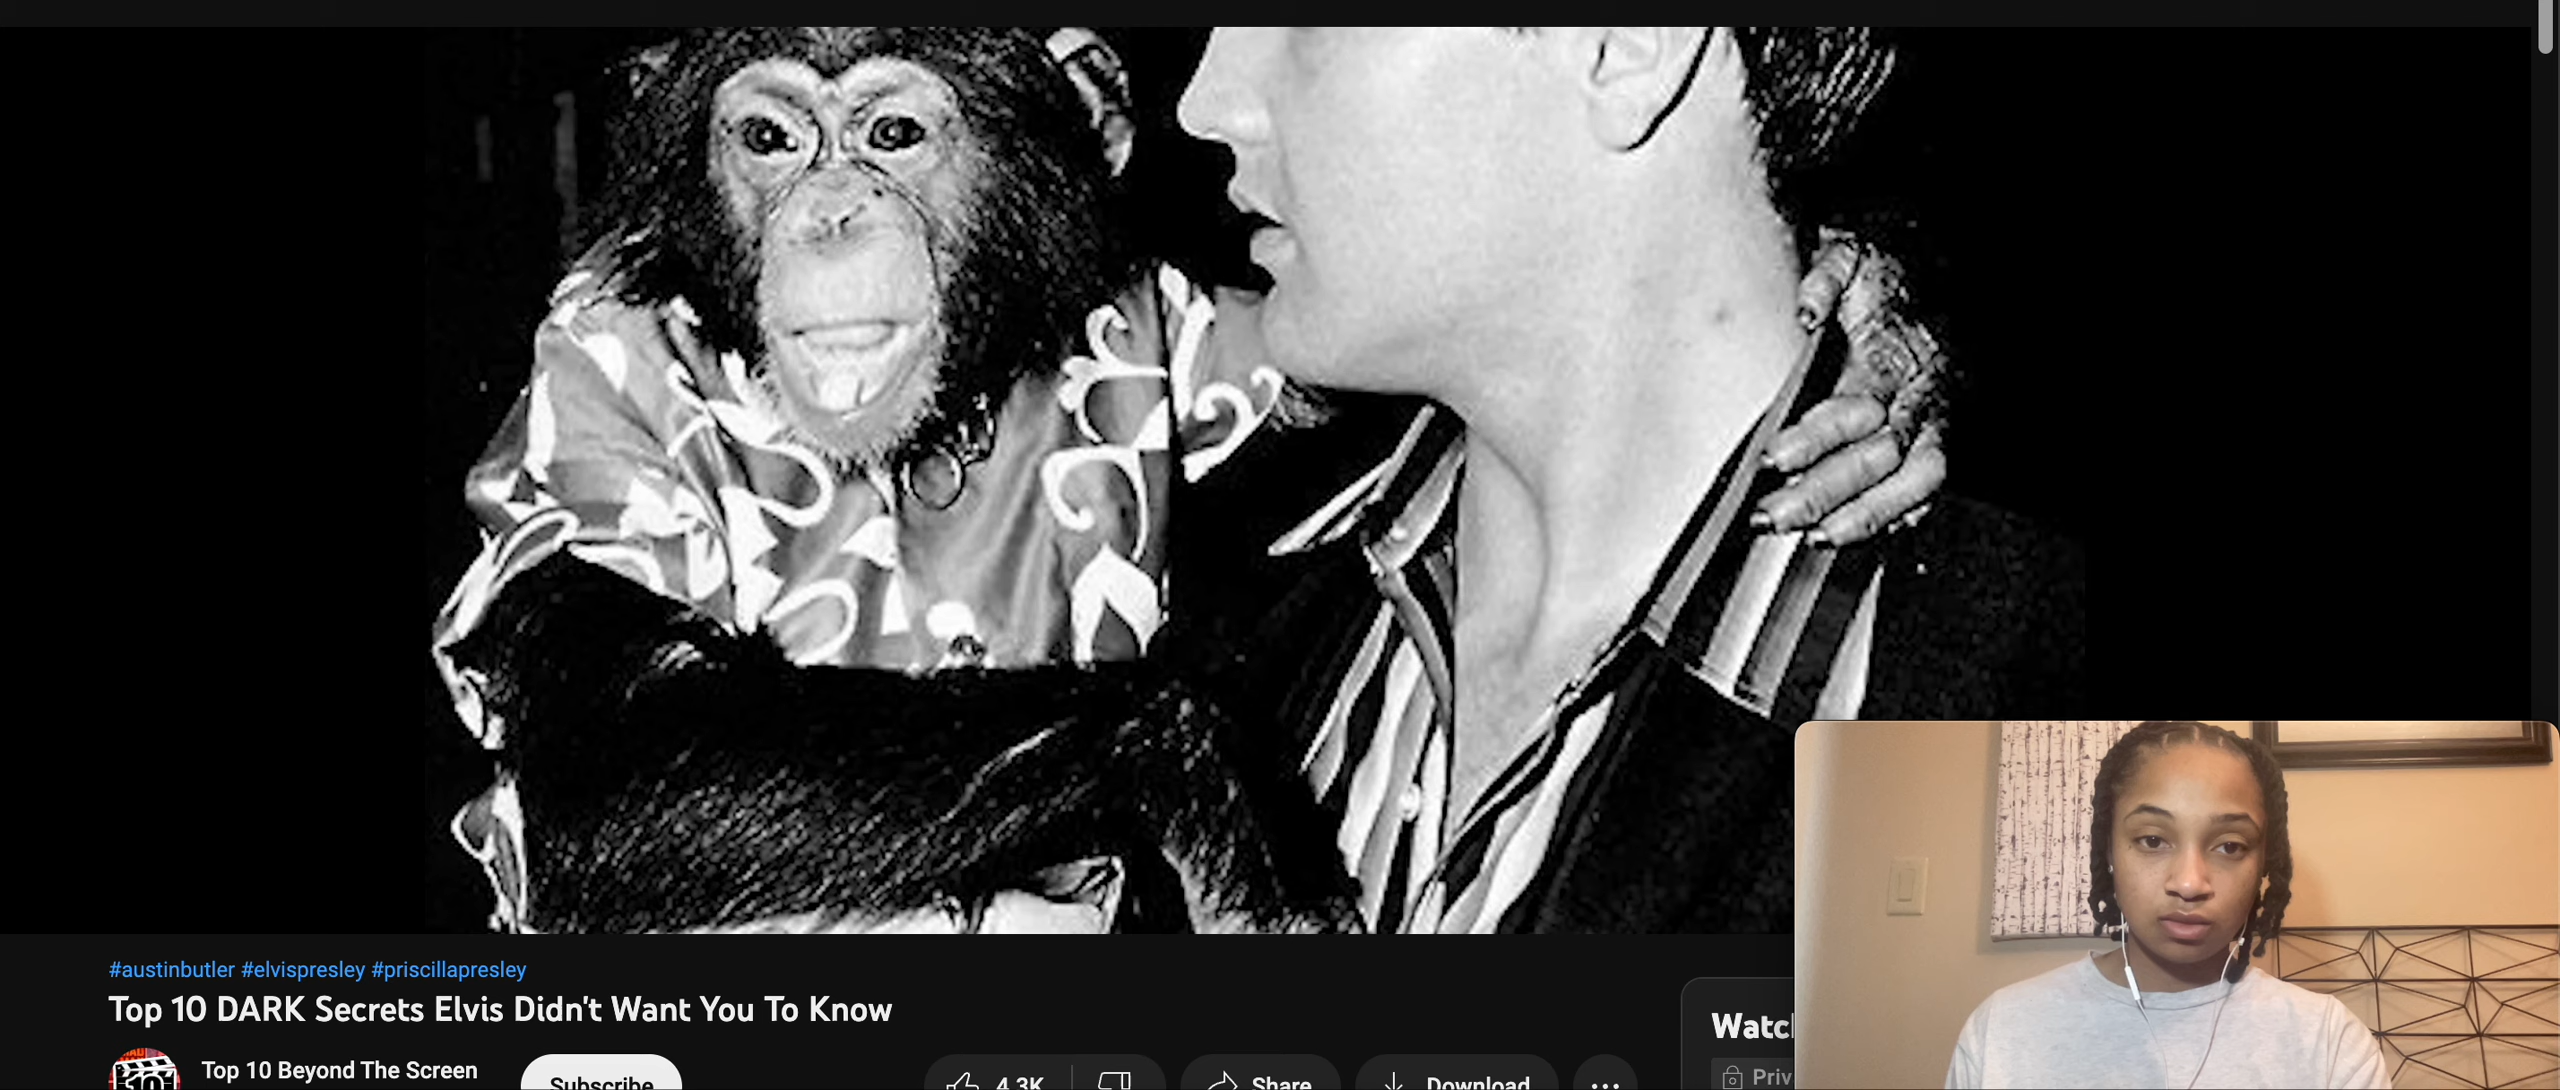 #austinbutler #elvispresley #priscillapresley
Top 10 DARK Secrets Elvis Didn't Want You To Know
Top 10 Beyond The Screen
Subscribe
4.3K
Share
Download